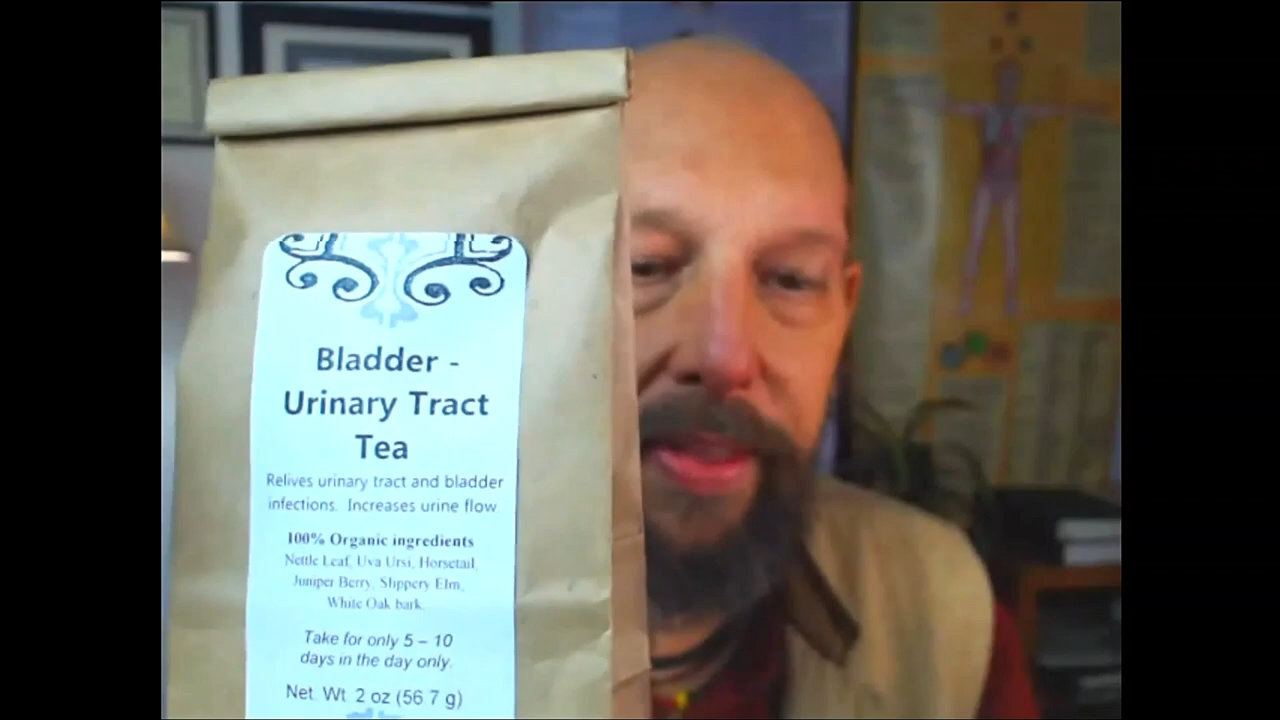 Bladder -
Urinary Tract
Tea
Relives urinary tract and bladder
infections. Increases urine flow
100% Organic ingredients
Nettle Leaf, Uva Ursi, Horsetail,
Juniper Berry, Slippery Elm,
White Oak bark.
Take for only 5 – 10
days in the day only.
Net. Wt 2 oz (56.7 g)